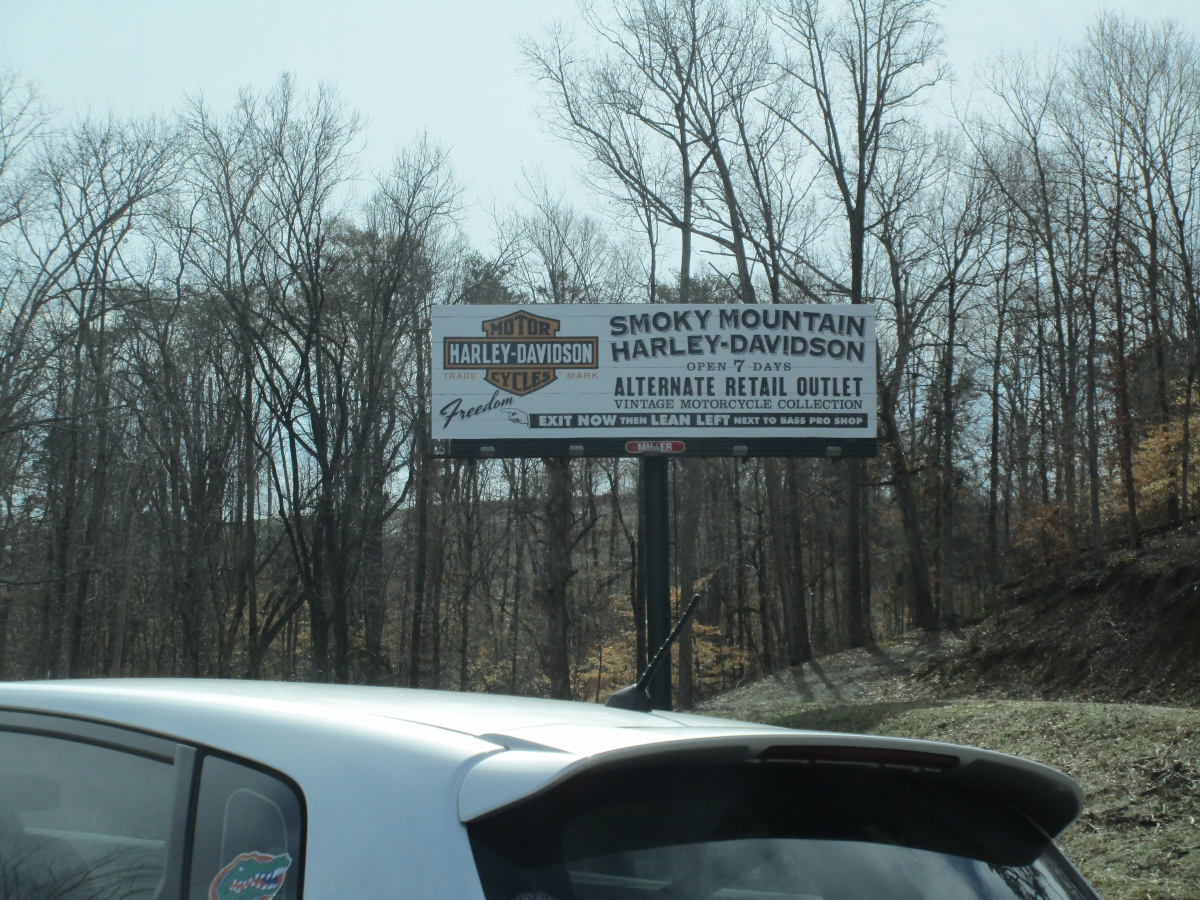 MOTOR
HARLEY-DAVIDSON
CYCLES
TRADE MARK
Freedom
SMOKY MOUNTAIN
HARLEY-DAVIDSON
OPEN 7 DAYS
ALTERNATE RETAIL OUTLET
VINTAGE MOTORCYCLE COLLECTION
EXIT NOW THEN LEAN LEFT NEXT TO BASS PRO SHOP
MILLER